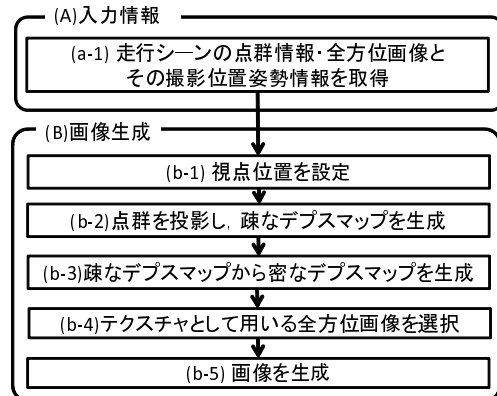 (A)入力情報
(a-1) 走行シーンの点群情報・全方位画像と
その撮影位置姿勢情報を取得
(B)画像生成
(b-1) 視点位置を設定
(b-2)点群を投影し，疎なデプスマップを生成
(b-3)疎なデプスマップから密なデプスマップを生成
(b-4)テクスチャとして用いる全方位画像を選択
(b-5) 画像を生成